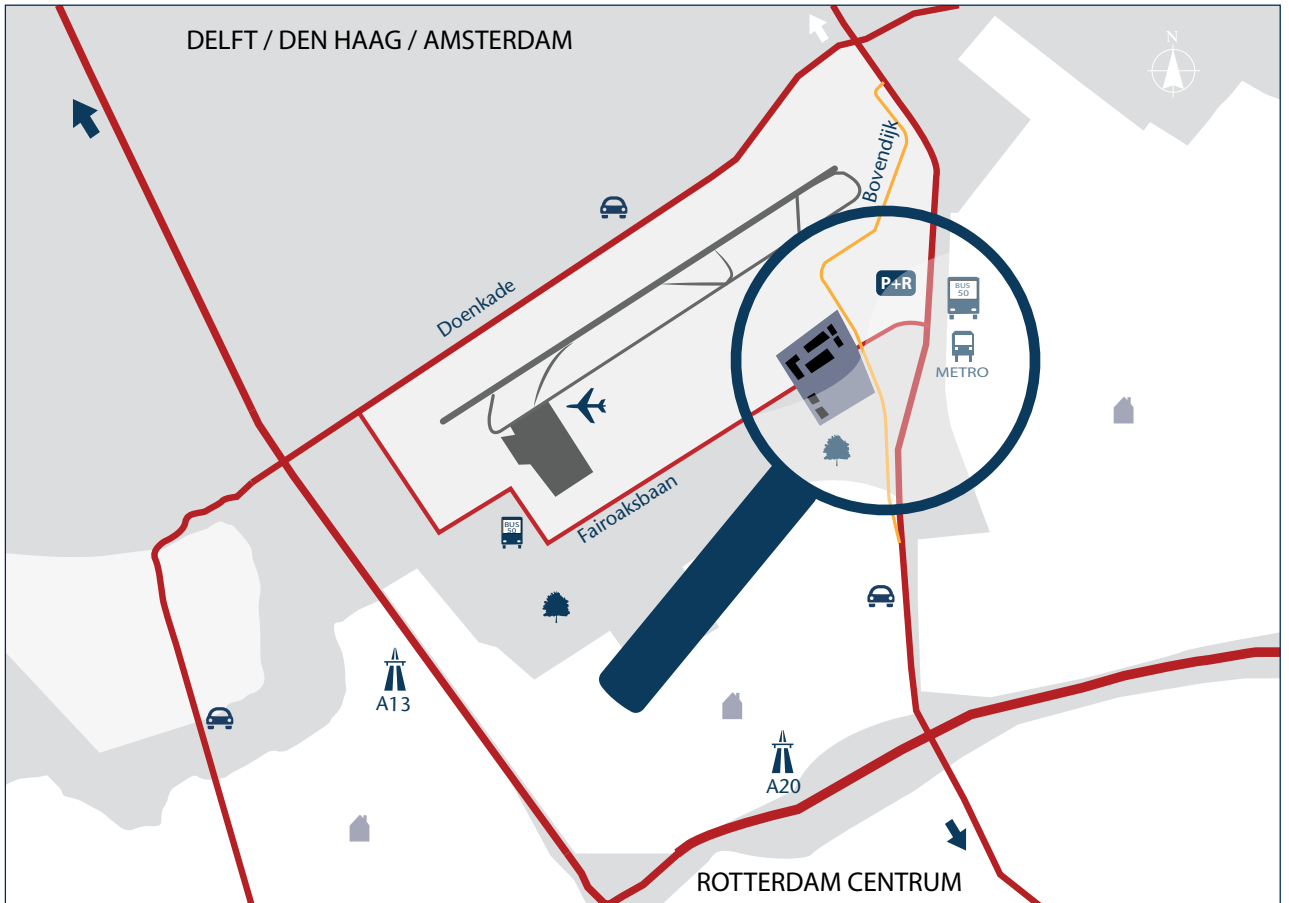 DELFT / DEN HAAG / AMSTERDAM
N
Bovendijk
Doenkade
P+R
BUS
50
METRO
Fairoaksbaan
BUS
50
A13
A20
ROTTERDAM CENTRUM